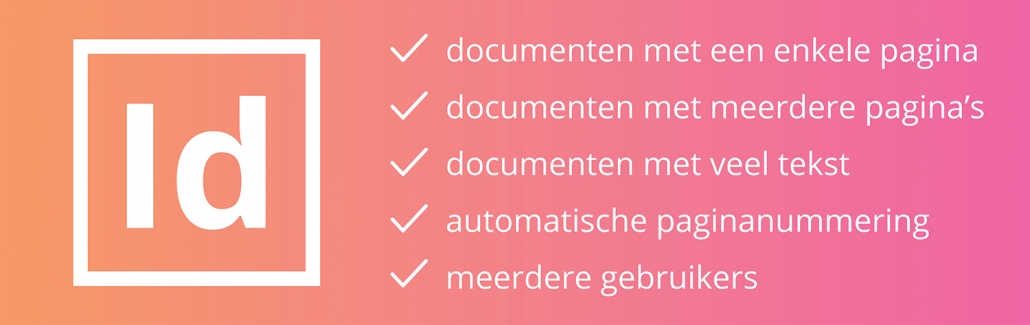 Id
documenten met een enkele pagina
documenten met meerdere pagina’s
documenten met veel tekst
automatische paginanummering
meerdere gebruikers